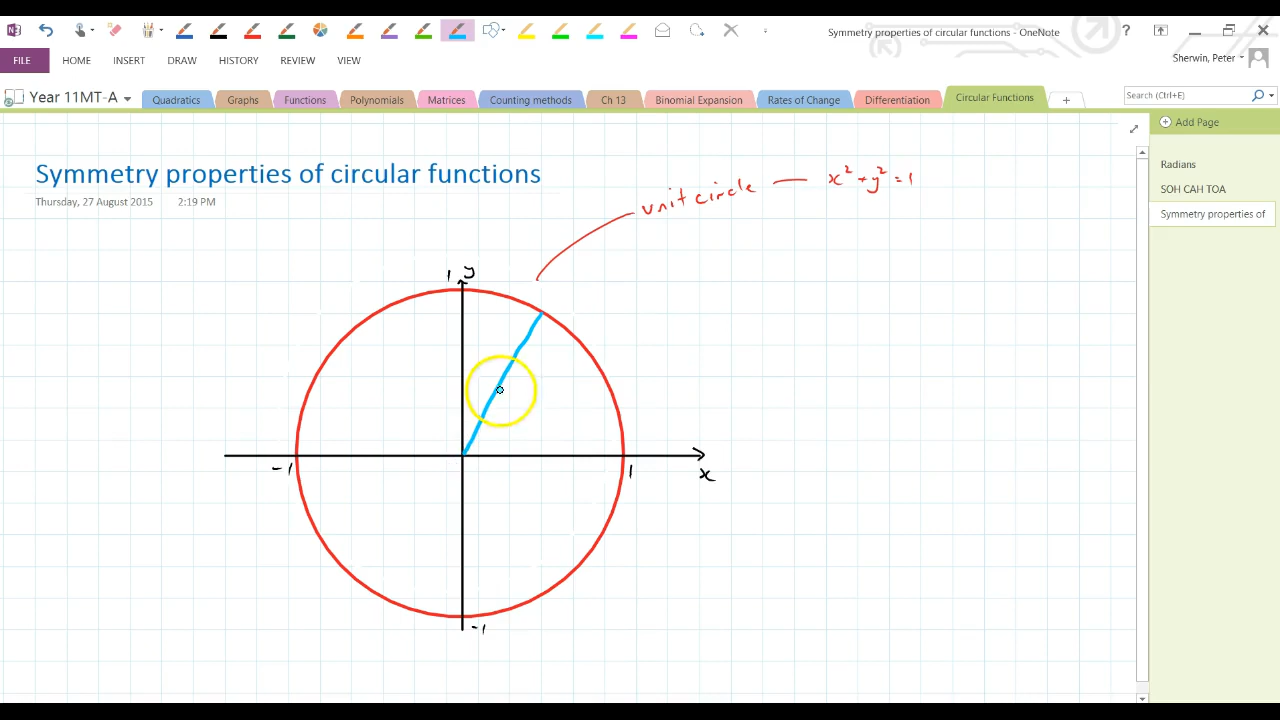 Symmetry properties of circular functions - OneNote
?
FILE HOME INSERT DRAW HISTORY REVIEW VIEW
Sherwin, Peter
Year 11MT-A
Quadratics Graphs Functions Polynomials Matrices Counting methods Ch 13 Binomial Expansion Rates of Change Differentiation Circular Functions +
Search (Ctrl+E)
Add Page
Radians
SOH CAH TOA
Symmetry properties of
Symmetry properties of circular functions
Thursday, 27 August 2015 2:19 PM
unit circle — x² + y² = 1
1 y
-1
1
x
-1